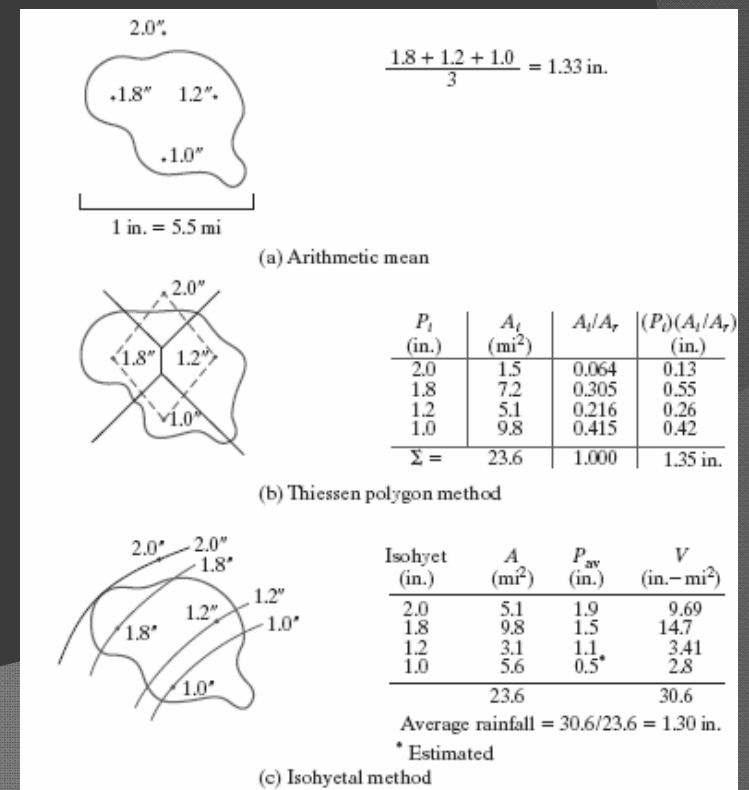 2.0"
.1.8" 1.2".
.1.0"
1 in. = 5.5 mi
1.8 + 1.2 + 1.0
3
= 1.33 in.
(a) Arithmetic mean
2.0"
1.8" 1.2"
1.0"
P_i A_i A_i/A_r (P_i)(A_i/A_r)
(in.) (mi²) (in.)
2.0 1.5 0.064 0.13
1.8 7.2 0.305 0.55
1.2 5.1 0.216 0.26
1.0 9.8 0.415 0.42
Σ = 23.6 1.000 1.35 in.
(b) Thiessen polygon method
2.0" 2.0"
1.8"
1.2" 1.2"
1.8" 1.0"
1.0"
Isohyet A P_av V
(in.) (mi²) (in.) (in.–mi²)
2.0 5.1 1.9 9.69
1.8 9.8 1.5 14.7
1.2 3.1 1.1 3.41
1.0 5.6 0.5* 2.8
23.6 30.6
Average rainfall = 30.6/23.6 = 1.30 in.
* Estimated
(c) Isohyetal method